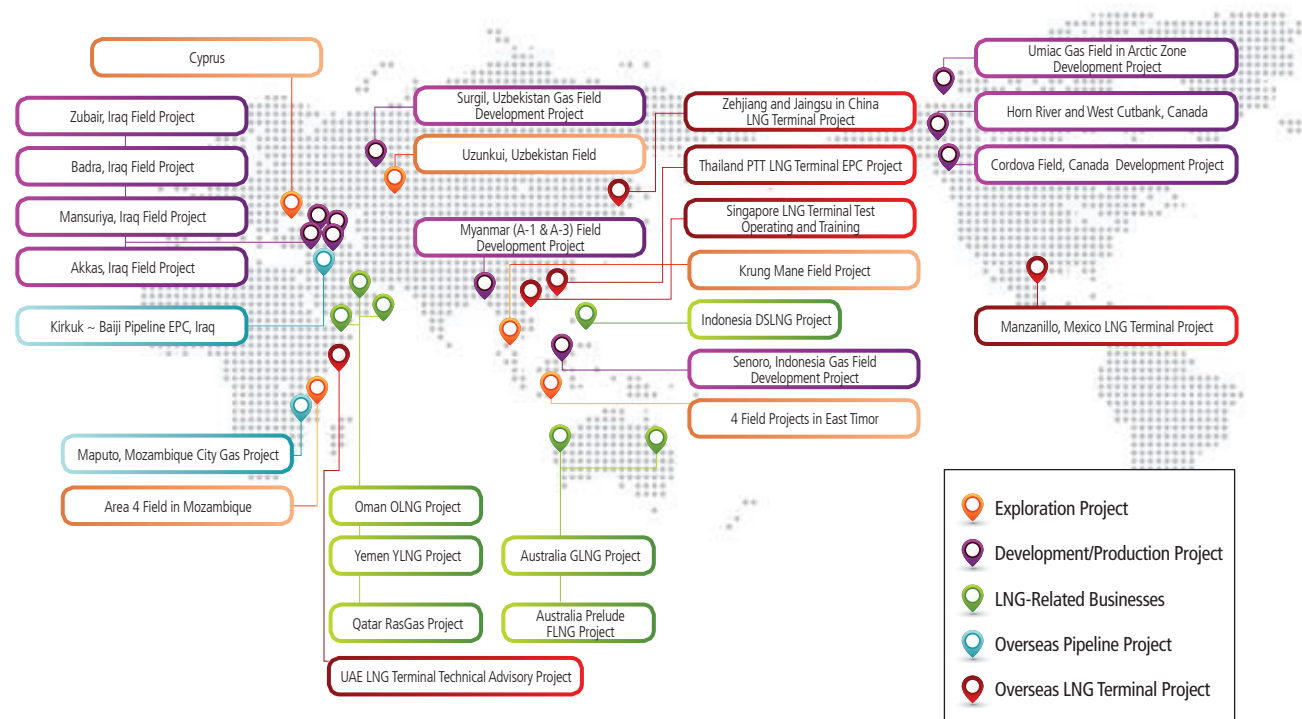 Cyprus
Zubair, Iraq Field Project
Badra, Iraq Field Project
Mansuriya, Iraq Field Project
Akkas, Iraq Field Project
Kirkuk ~ Baiji Pipeline EPC, Iraq
Maputo, Mozambique City Gas Project
Area 4 Field in Mozambique
Surgil, Uzbekistan Gas Field
Development Project
Uzunkui, Uzbekistan Field
Myanmar (A-1 & A-3) Field
Development Project
Oman OLNG Project
Yemen YLNG Project
Qatar RasGas Project
UAE LNG Terminal Technical Advisory Project
Australia GLNG Project
Australia Prelude
FLNG Project
Zehjiang and Jaingsu in China
LNG Terminal Project
Thailand PTT LNG Terminal EPC Project
Singapore LNG Terminal Test
Operating and Training
Krung Mane Field Project
Indonesia DSLNG Project
Senoro, Indonesia Gas Field
Development Project
4 Field Projects in East Timor
Umiac Gas Field in Arctic Zone
Development Project
Horn River and West Cutbank, Canada
Cordova Field, Canada Development Project
Manzanillo, Mexico LNG Terminal Project
Exploration Project
Development/Production Project
LNG-Related Businesses
Overseas Pipeline Project
Overseas LNG Terminal Project